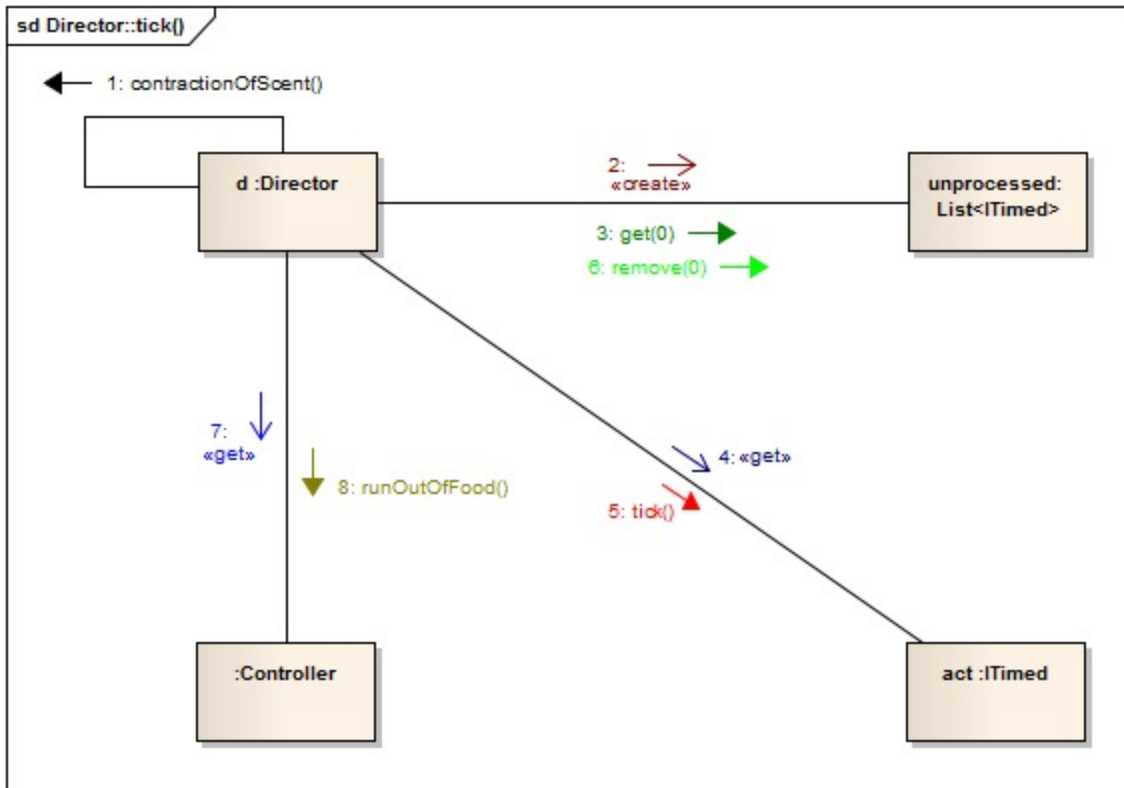 sd Director::tick()
1: contractionOfScent()
d :Director
2:
«create»
unprocessed:
List<ITimed>
3: get(0)
6: remove(0)
7:
«get»
4: «get»
8: runOutOfFood()
5: tick()
:Controller
act :ITimed